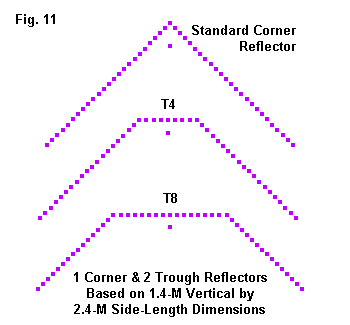 Fig. 11
Standard Corner
Reflector
T4
T8
1 Corner & 2 Trough Reflectors
Based on 1.4-M Vertical by
2.4-M Side-Length Dimensions